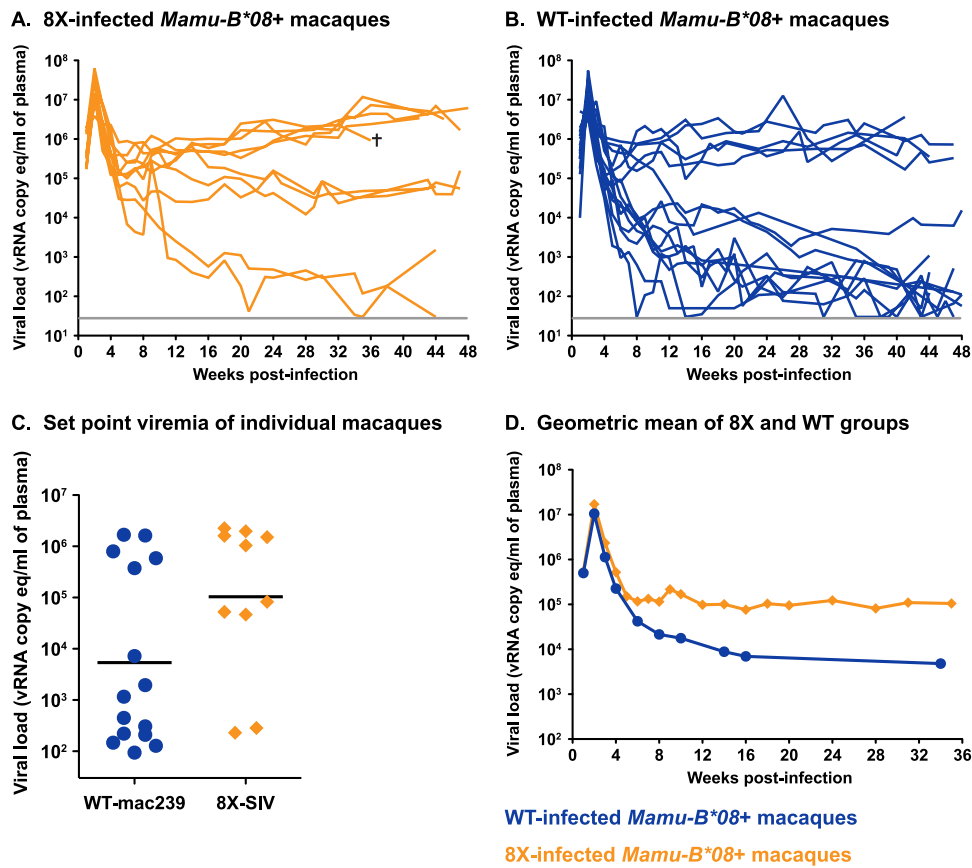 A. 8X-infected Mamu-B*08+ macaques
Viral load (vRNA copy eq/ml of plasma)
10⁸
10⁷
10⁶
10⁵
10⁴
10³
10²
10¹
†
0 4 8 12 16 20 24 28 32 36 40 44 48
Weeks post-infection
B. WT-infected Mamu-B*08+ macaques
Viral load (vRNA copy eq/ml of plasma)
10⁸
10⁷
10⁶
10⁵
10⁴
10³
10²
10¹
0 4 8 12 16 20 24 28 32 36 40 44 48
Weeks post-infection
C. Set point viremia of individual macaques
Viral load (vRNA copy eq/ml of plasma)
10⁷
10⁶
10⁵
10⁴
10³
10²
WT-mac239 8X-SIV
D. Geometric mean of 8X and WT groups
Viral load (vRNA copy eq/ml of plasma)
10⁸
10⁷
10⁶
10⁵
10⁴
10³
10²
0 4 8 12 16 20 24 28 32 36
Weeks post-infection
WT-infected Mamu-B*08+ macaques
8X-infected Mamu-B*08+ macaques